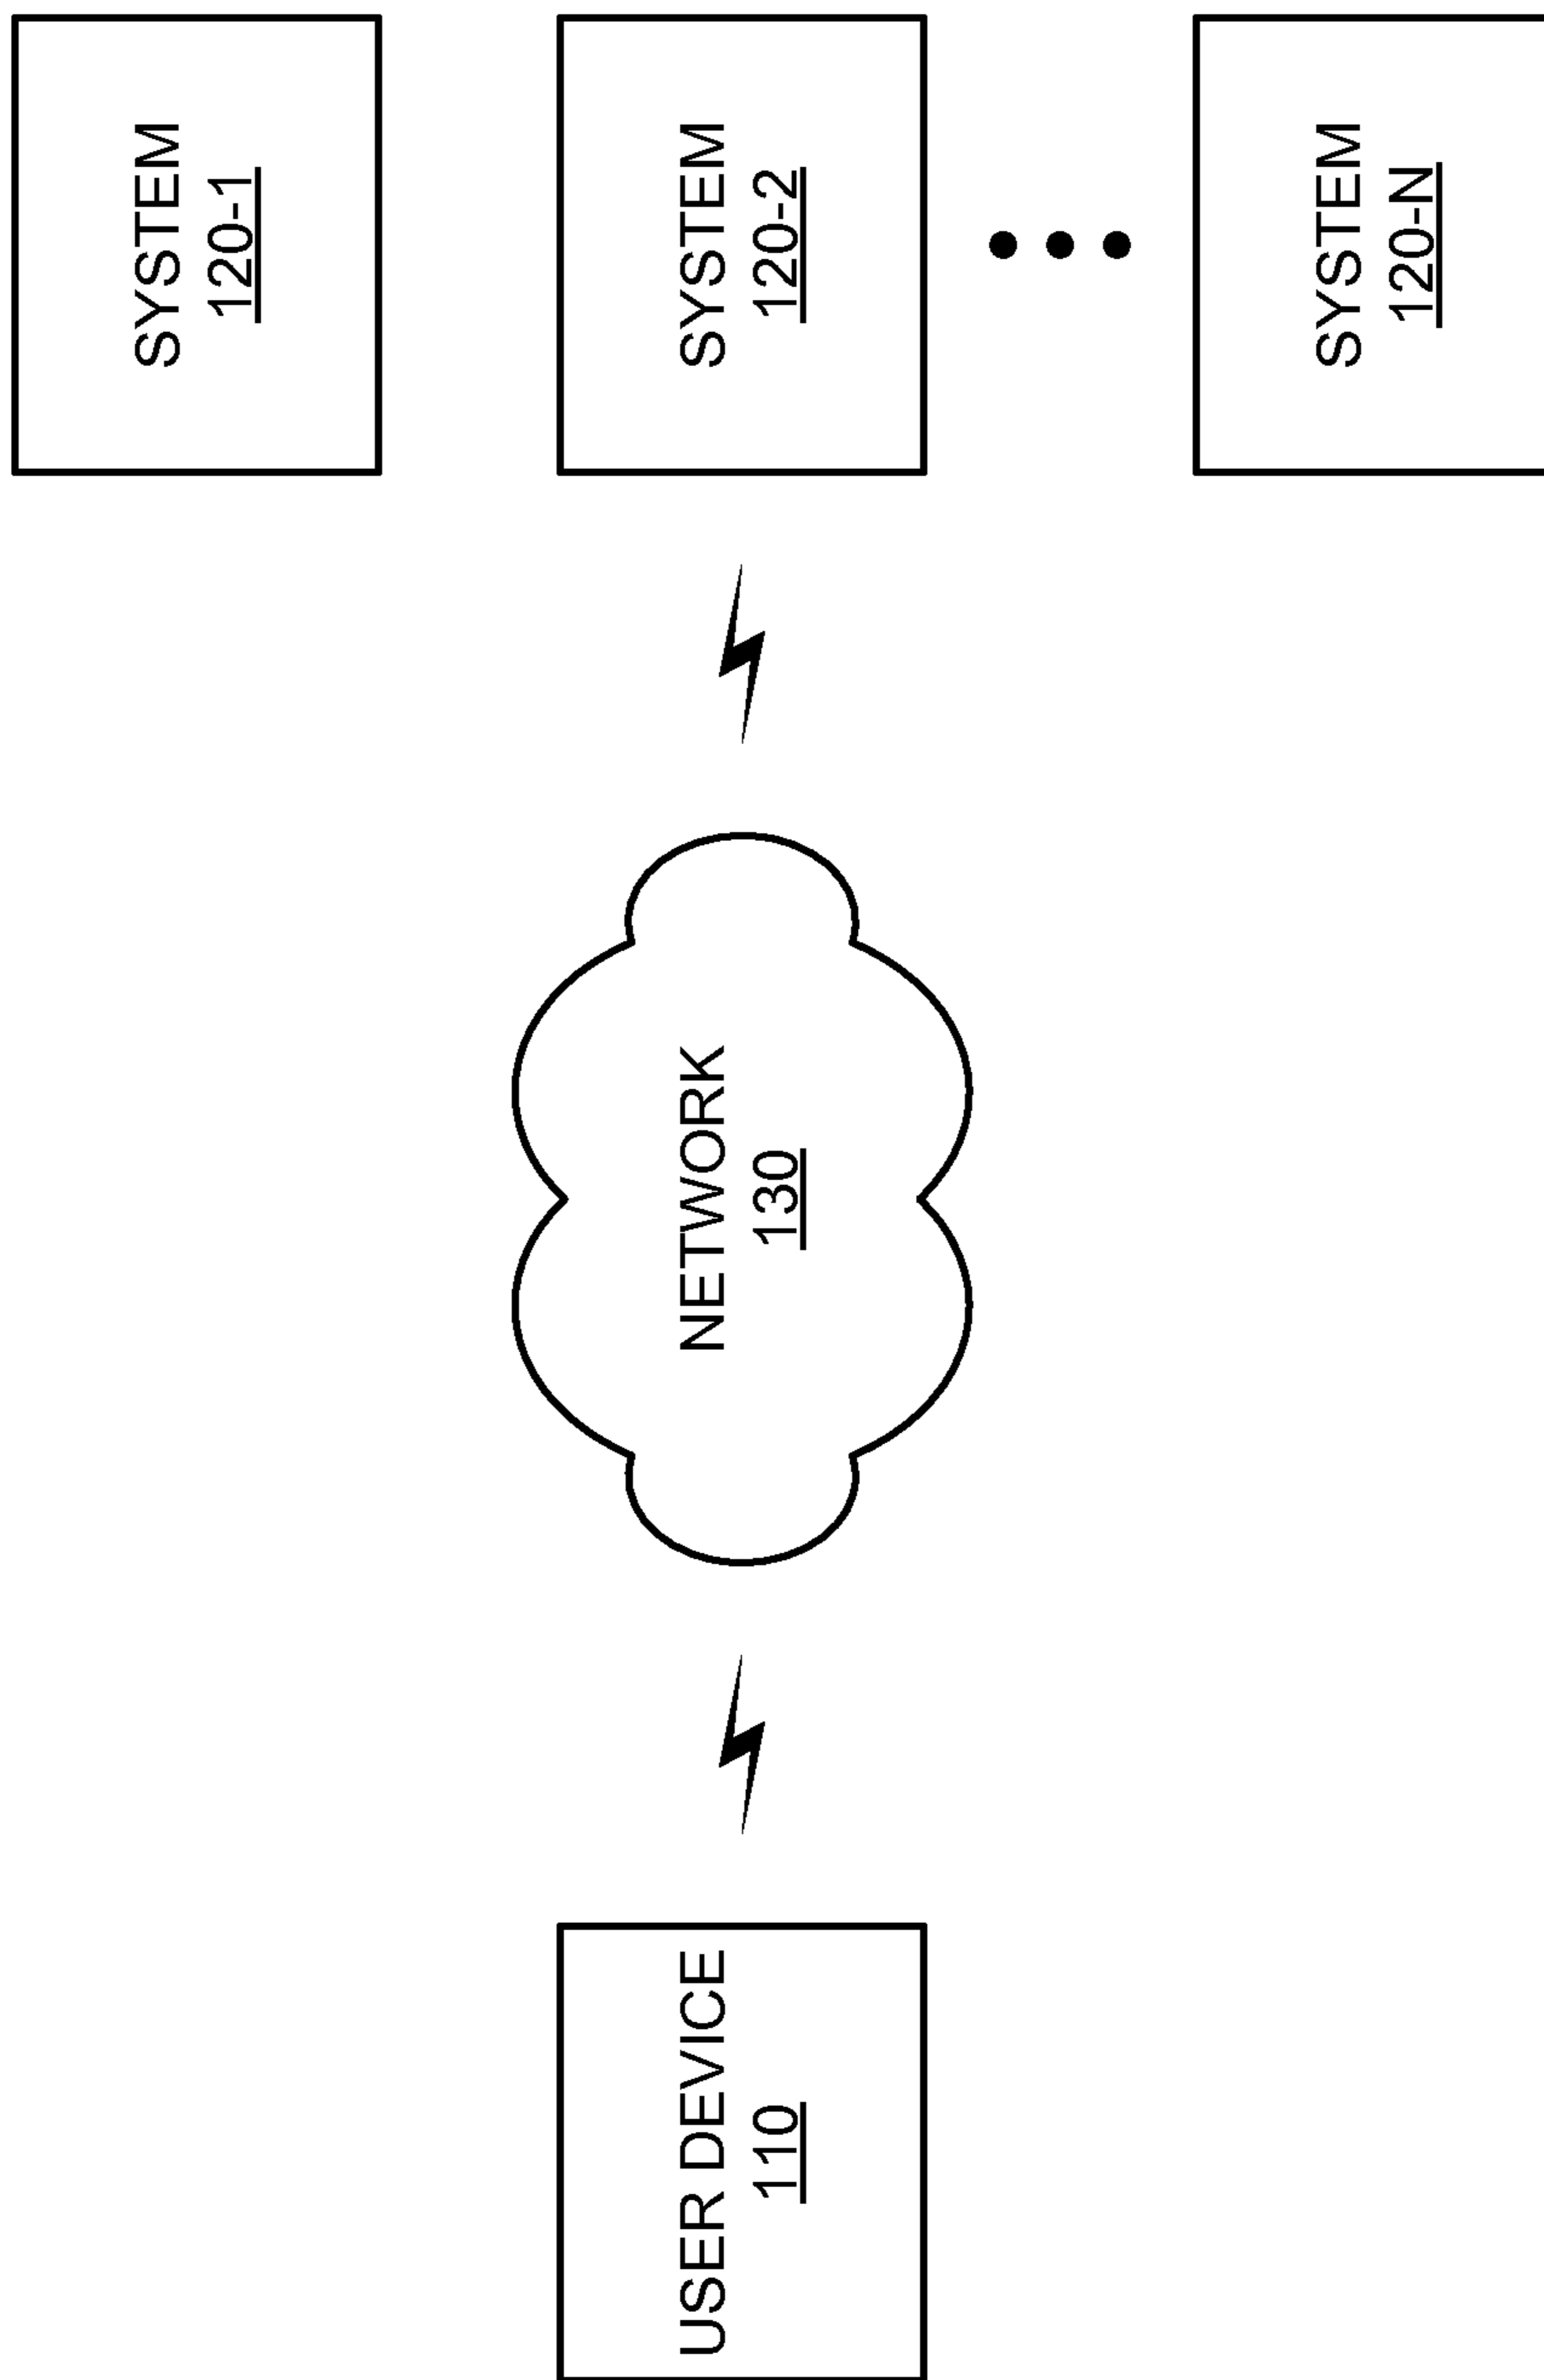 USER DEVICE
110
NETWORK
130
SYSTEM
120-1
SYSTEM
120-2
SYSTEM
120-N